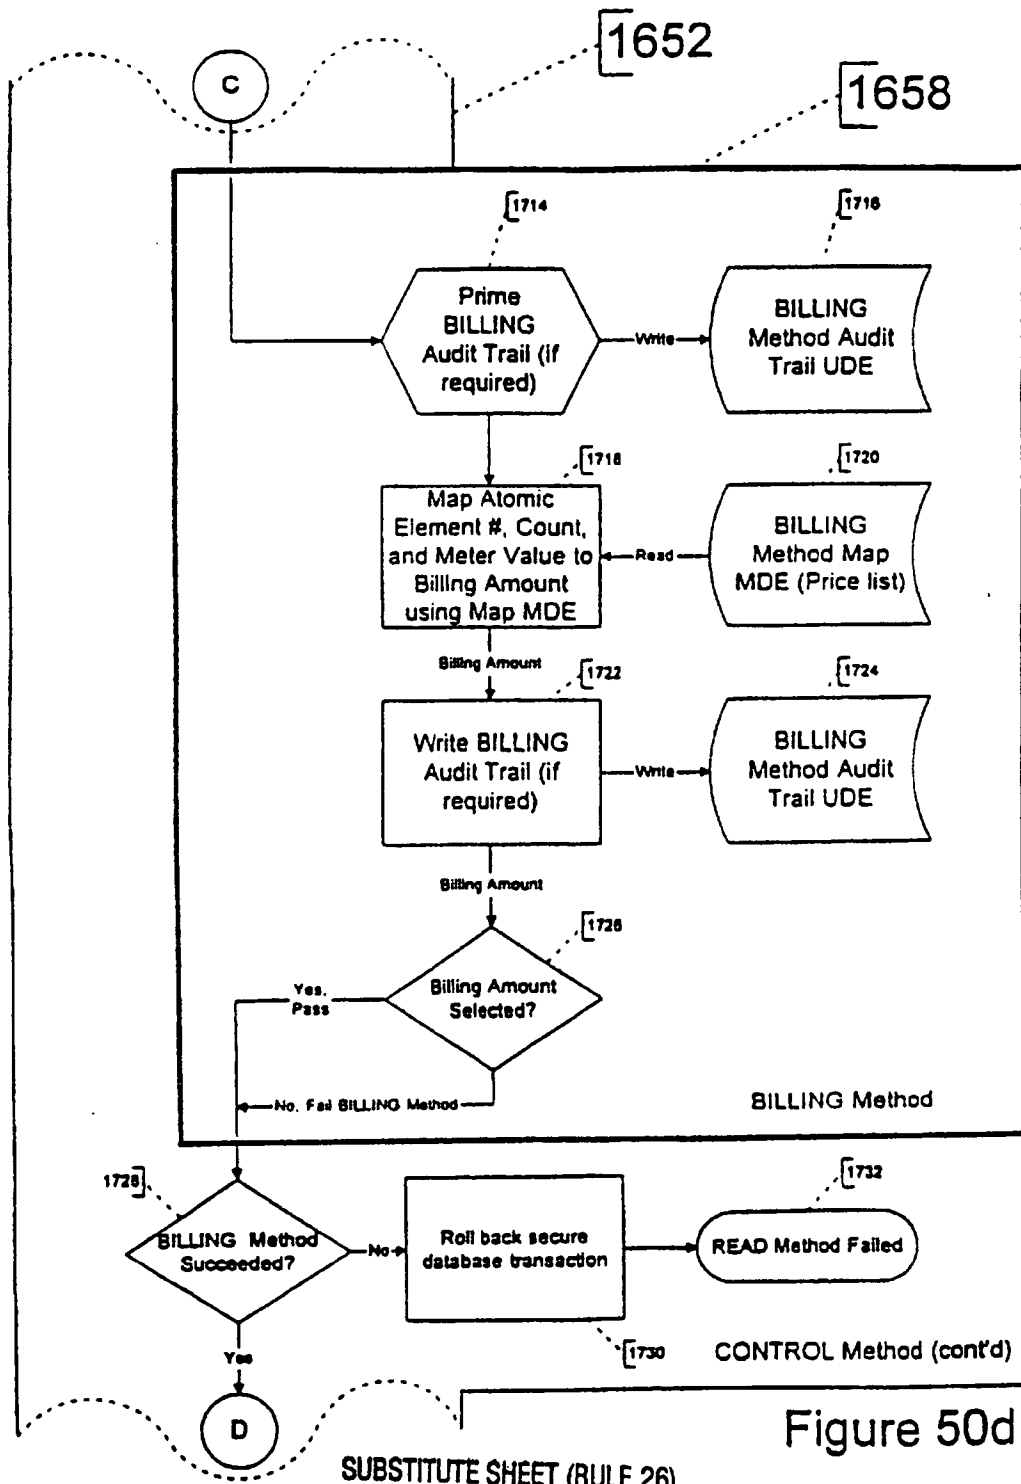 1652
C
1658
1714
1716
Prime
BILLING
Audit Trail (if
required)
Write
BILLING
Method Audit
Trail UDE
1718
1720
Map Atomic
Element #, Count,
and Meter Value to
Billing Amount
using Map MDE
Read
BILLING
Method Map
MDE (Price list)
Billing Amount
1722
1724
Write BILLING
Audit Trail (if
required)
Write
BILLING
Method Audit
Trail UDE
Billing Amount
1726
Billing Amount
Selected?
Yes,
Pass
No, Fail BILLING Method
BILLING Method
1728
1732
BILLING Method
Succeeded?
No
Roll back secure
database transaction
READ Method Failed
1730
CONTROL Method (cont'd)
Yes
D
Figure 50d
SUBSTITUTE SHEET (RULE 26)